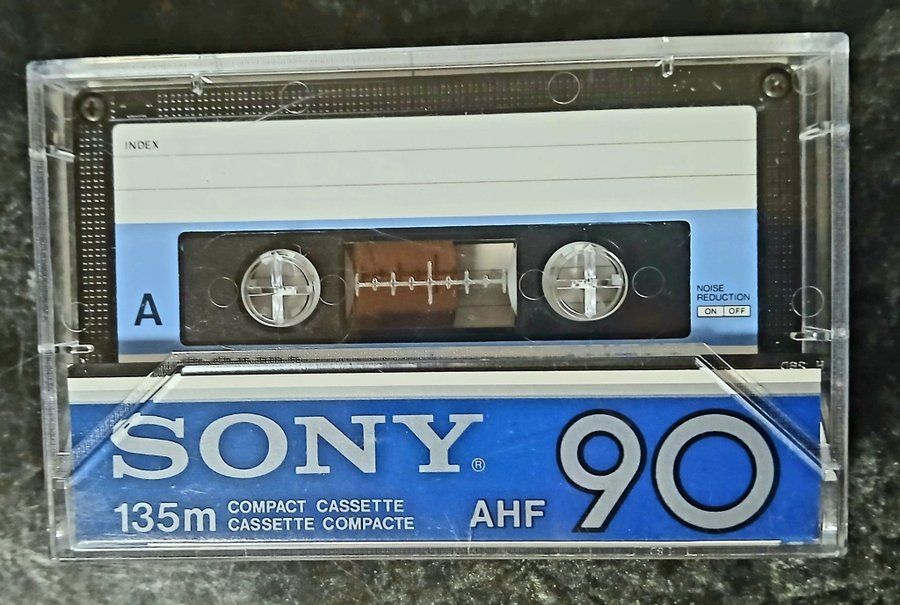 INDEX
A
NOISE
REDUCTION
ON OFF
SONY®
135m COMPACT CASSETTE
CASSETTE COMPACTE
AHF 90